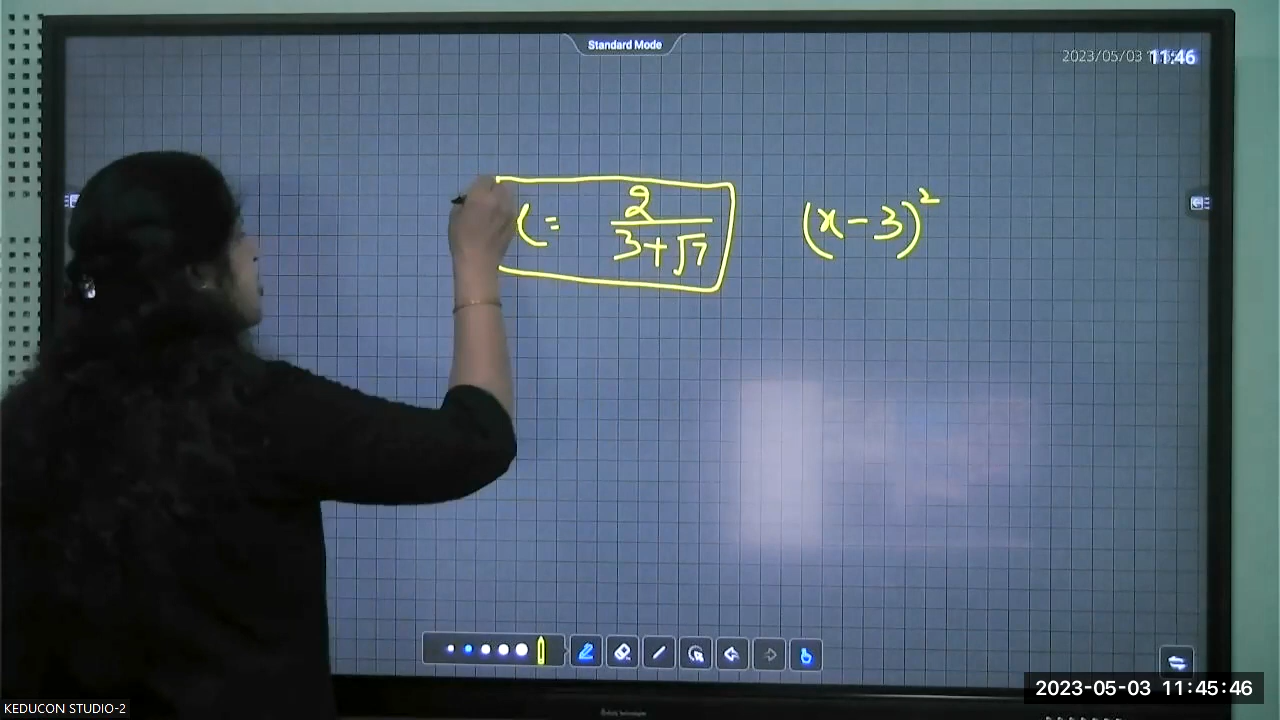 Standard Mode
2023/05/03 11:46
= 2/(3+√7) (x-3)²
2023-05-03 11:45:46
KEDUCON STUDIO-2